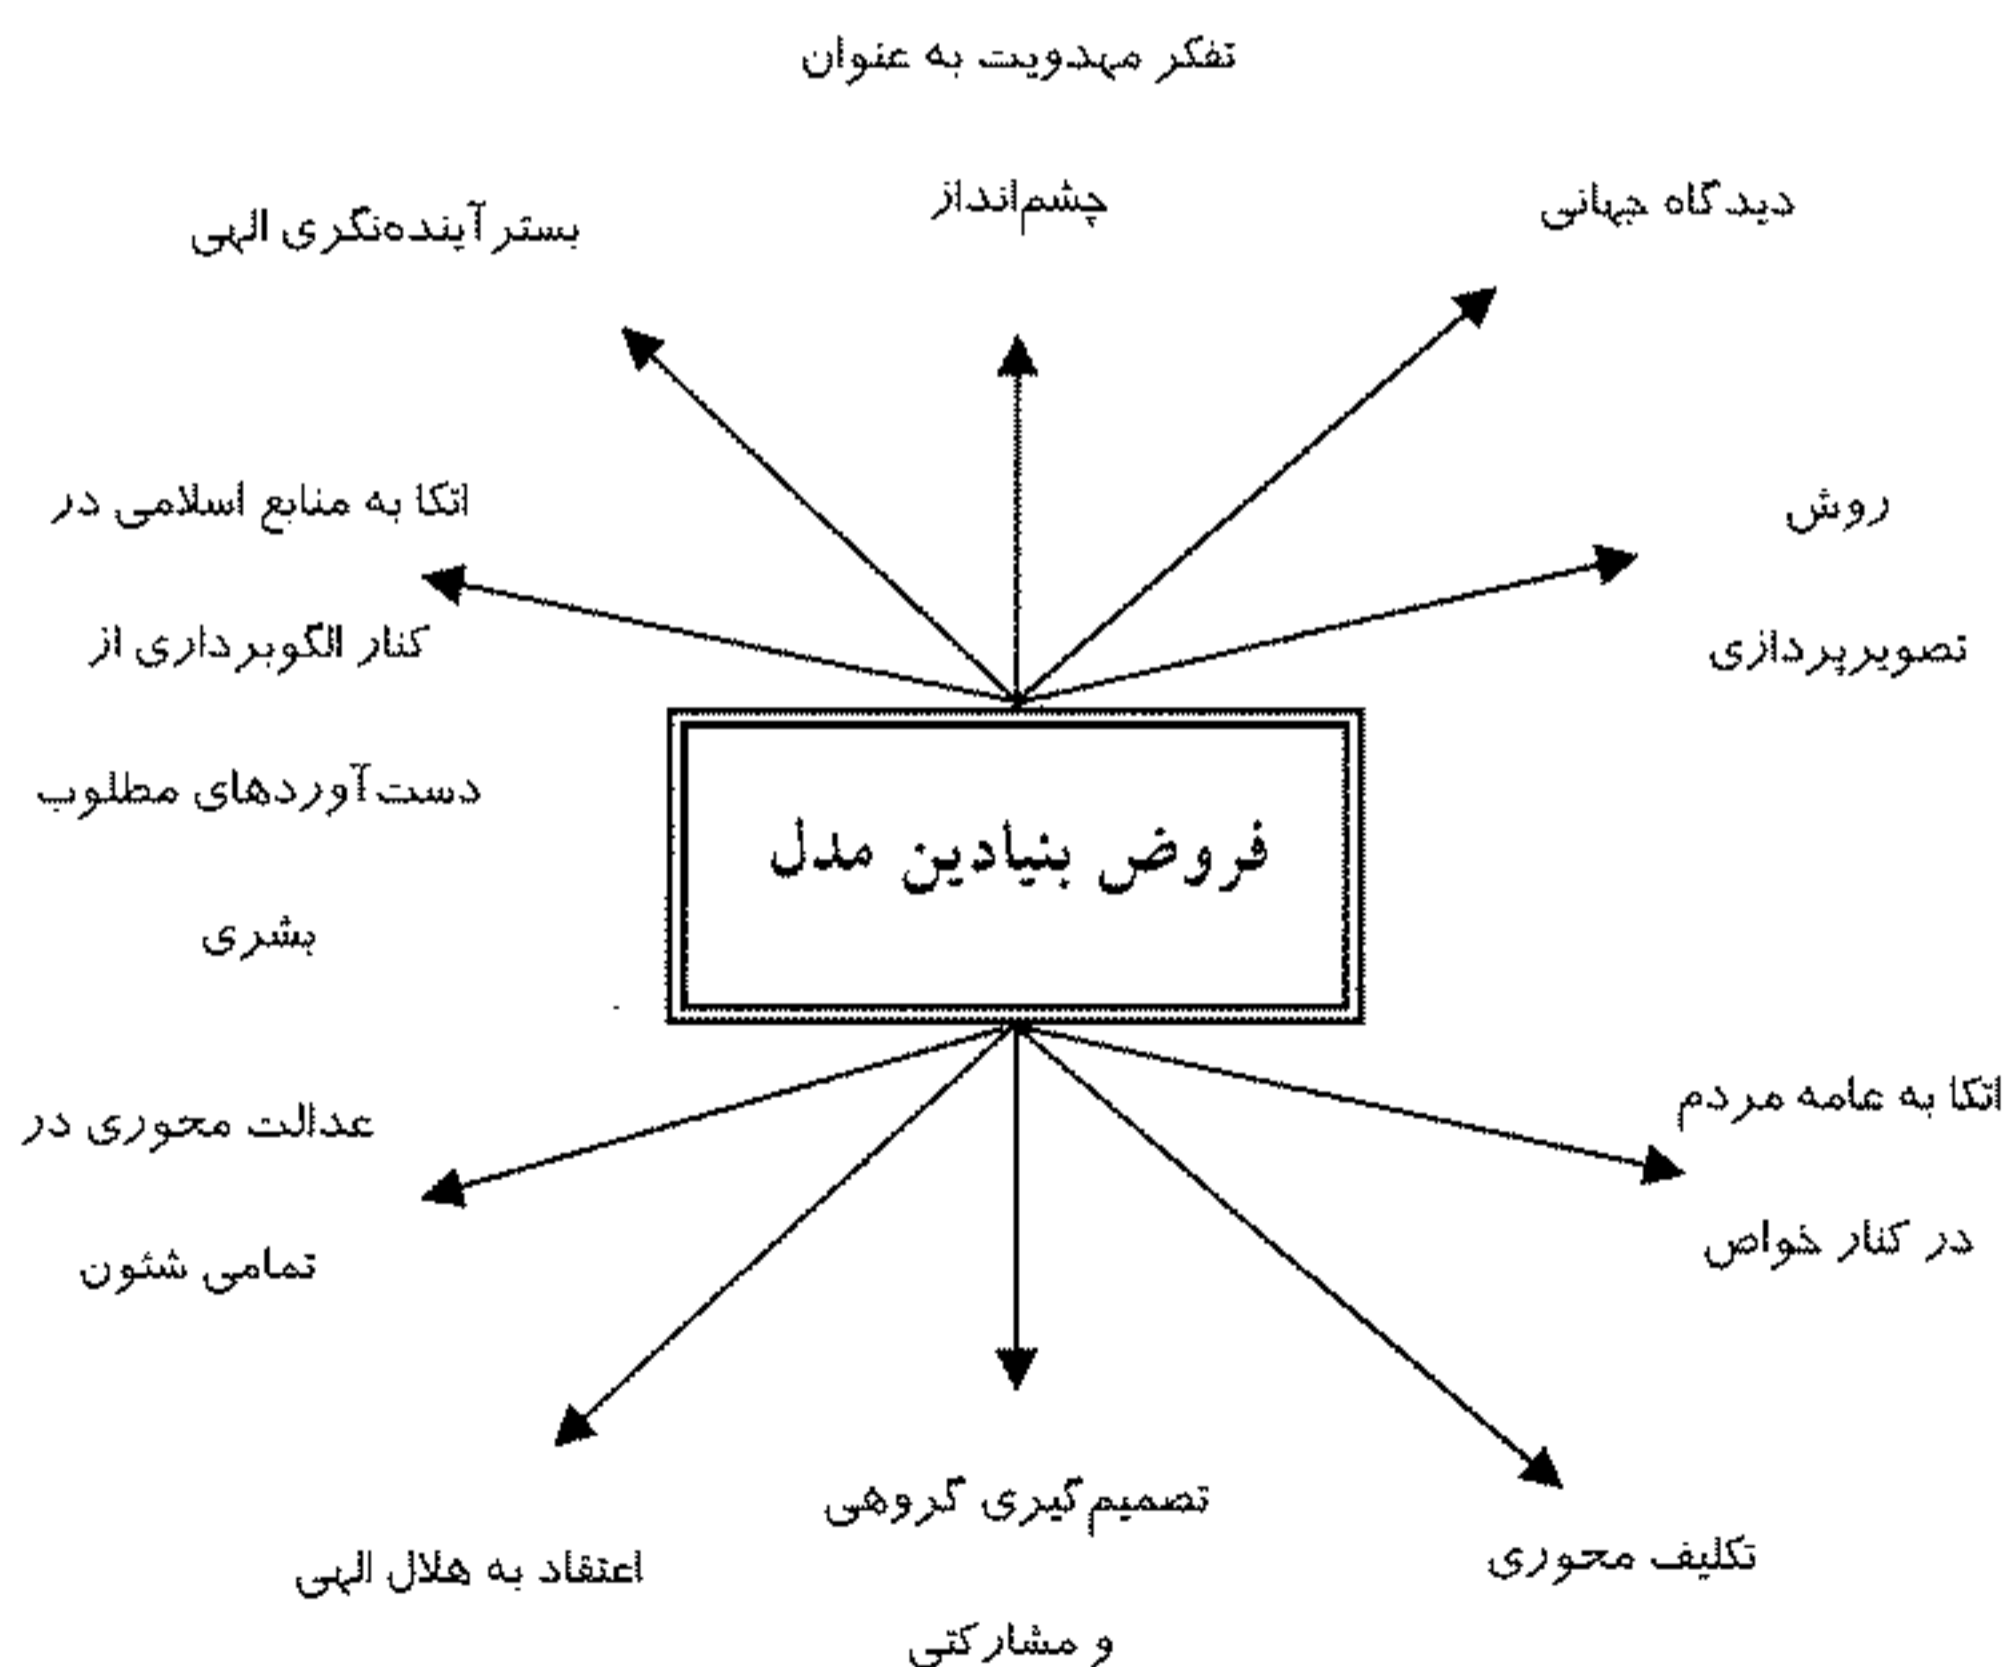 تفکر مهدویت به عنوان
چشم‌انداز
دیدگاه جهانی
بستر آینده‌نگری الهی
روش
تصویرپردازی
اتکا به منابع اسلامی در
کنار الگوبرداری از
دست‌آوردهای مطلوب
بشری
فروض بنیادین مدل
اتکا به عامه مردم
در کنار خواص
عدالت محوری در
تمامی شئون
تکلیف محوری
تصمیم‌گیری گروهی
و مشارکتی
اعتقاد به هلال الهی